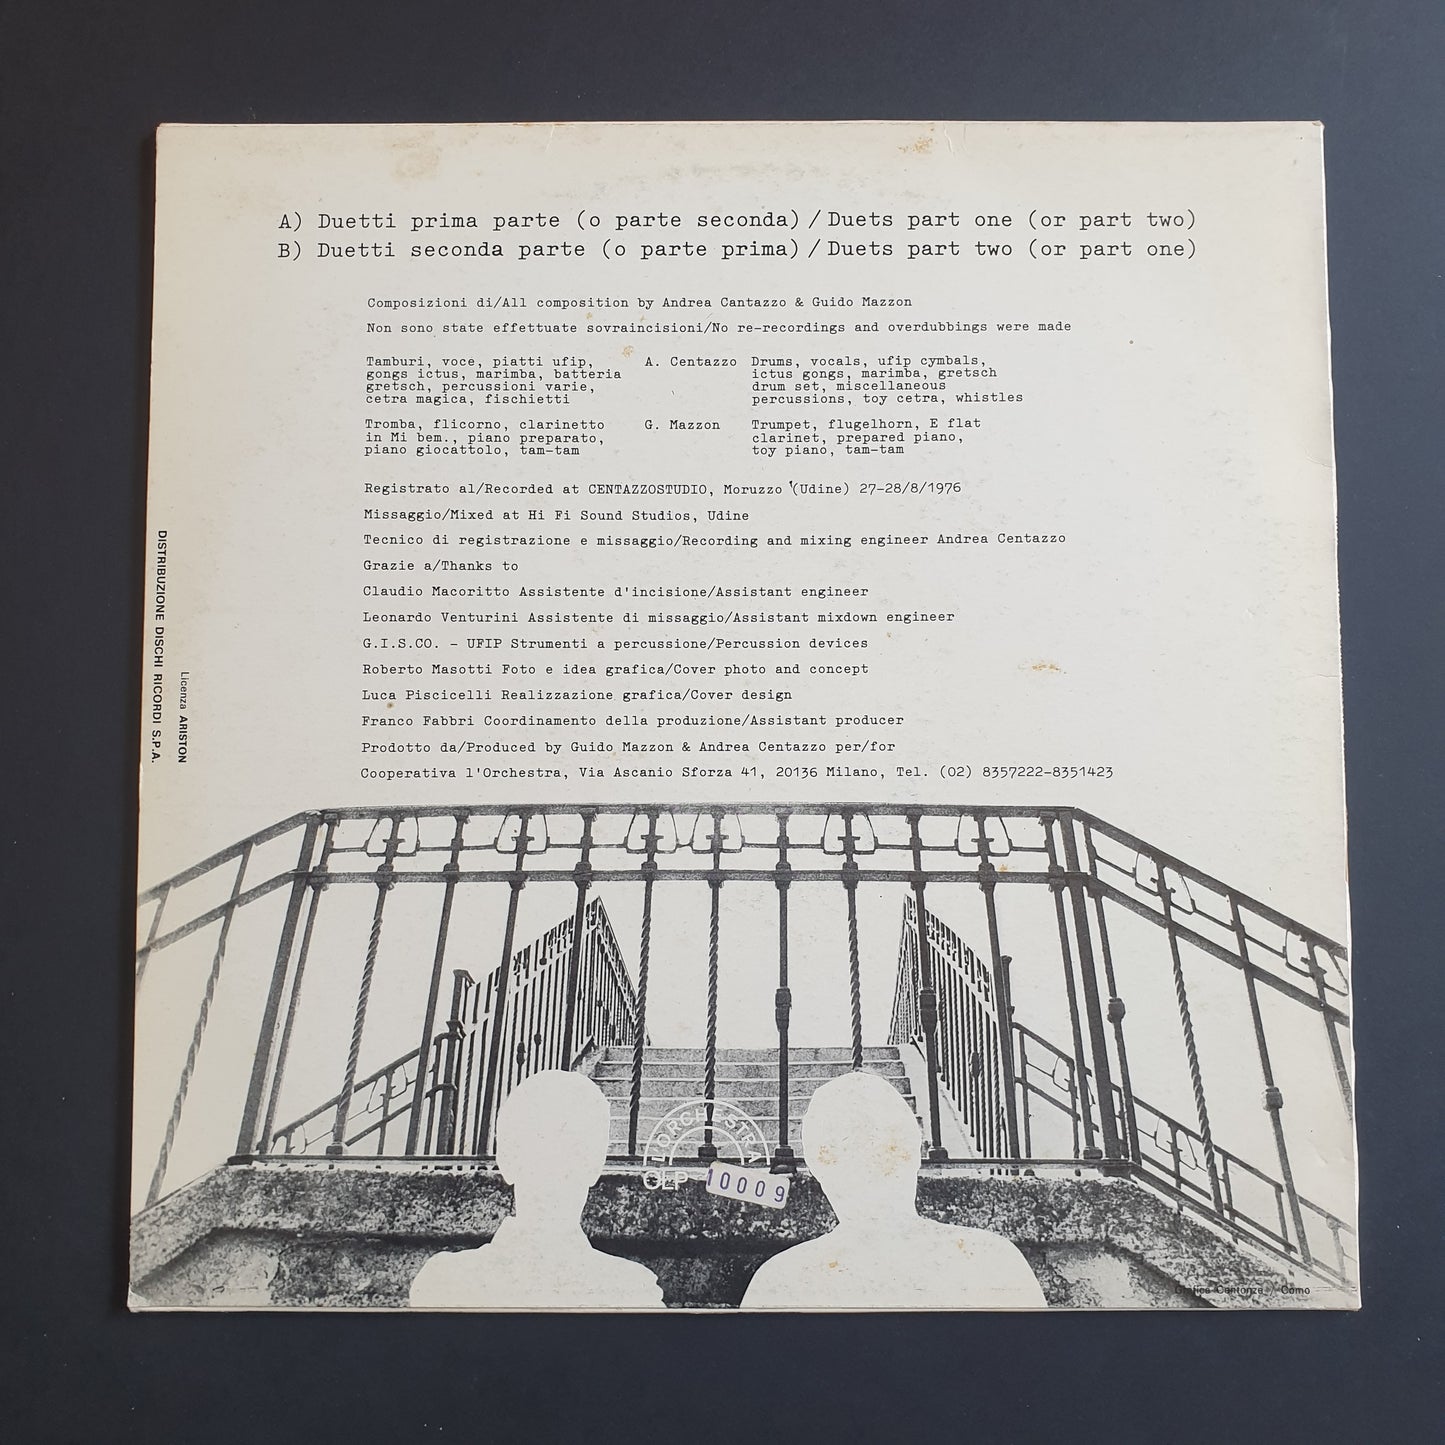 A) Duetti prima parte (o parte seconda)/Duets part one (or part two)
B) Duetti seconda parte (o parte prima)/Duets part two (or part one)
Composizioni di/All composition by Andrea Cantazzo & Guido Mazzon
Non sono state effettuate sovraincisioni/No re-recordings and overdubbings were made
Tamburi, voce, piatti ufip,
gongs ictus, marimba, batteria
gretsch, percussioni varie,
cetra magica, fischietti
A. Centazzo
Drums, vocals, ufip cymbals,
ictus gongs, marimba, gretsch
drum set, miscellaneous
percussions, toy cetra, whistles
Tromba, flicorno, clarinetto
in Mi bem., piano preparato,
piano giocattolo, tam-tam
G. Mazzon
Trumpet, flugelhorn, E flat
clarinet, prepared piano,
toy piano, tam-tam
Registrato al/Recorded at CENTAZZOSTUDIO, Moruzzo (Udine) 27-28/8/1976
Missaggio/Mixed at Hi Fi Sound Studios, Udine
Tecnico di registrazione e missaggio/Recording and mixing engineer Andrea Centazzo
Grazie a/Thanks to
Claudio Macoritto Assistente d'incisione/Assistant engineer
Leonardo Venturini Assistente di missaggio/Assistant mixdown engineer
G.I.S.CO. - UFIP Strumenti a percussione/Percussion devices
Roberto Masotti Foto e idea grafica/Cover photo and concept
Luca Piscicelli Realizzazione grafica/Cover design
Franco Fabbri Coordinamento della produzione/Assistant producer
Prodotto da/Produced by Guido Mazzon & Andrea Centazzo per/for
Cooperativa l'Orchestra, Via Ascanio Sforza 41, 20136 Milano, Tel. (02) 8357222-8351423
DISTRIBUZIONE DISCHI RICORDI S.P.A.
Licenza ARISTON
L'ORCHESTRA
OLP 10009
Grafica Cantonza / Como